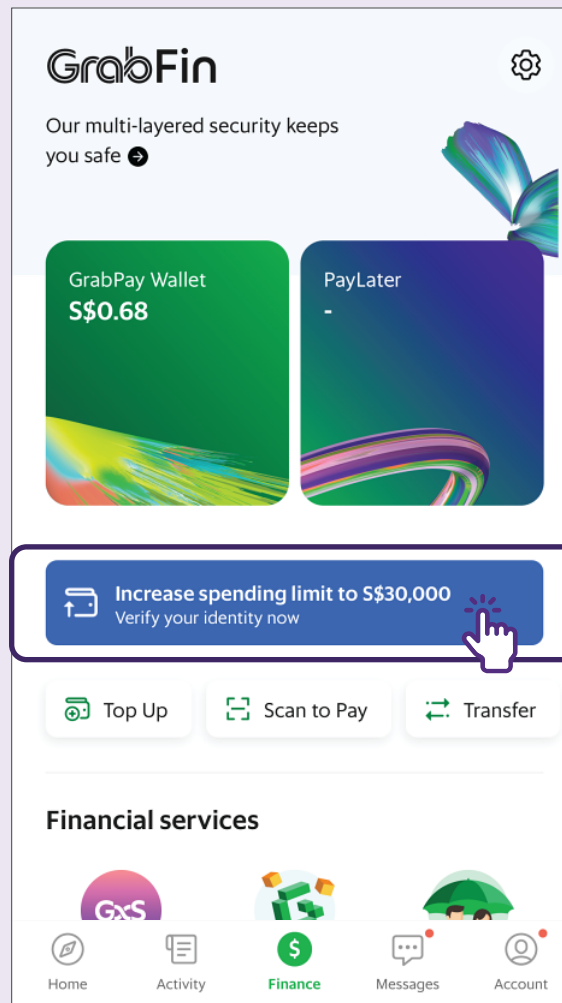 GrabFin
Our multi-layered security keeps
you safe
GrabPay Wallet
S$0.68
PayLater
-
Increase spending limit to S$30,000
Verify your identity now
Top Up
Scan to Pay
Transfer
Financial services
GXS
$
Home
Activity
Finance
Messages
Account